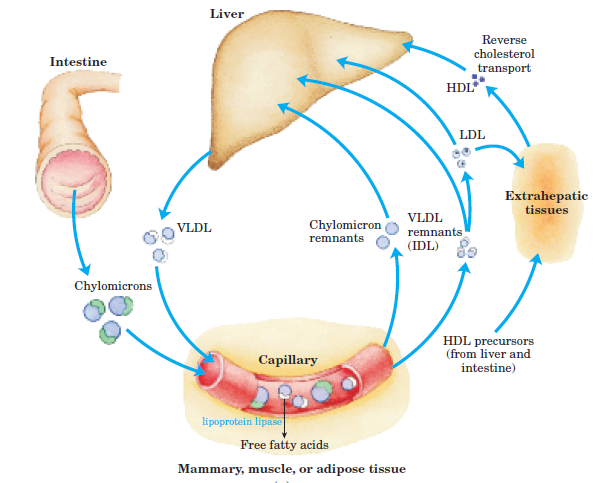 Liver
Intestine
Reverse
cholesterol
transport
HDL
LDL
Extrahepatic
tissues
VLDL
Chylomicron
remnants
VLDL
remnants
(IDL)
Chylomicrons
HDL precursors
(from liver and
intestine)
Capillary
lipoprotein lipase
Free fatty acids
Mammary, muscle, or adipose tissue